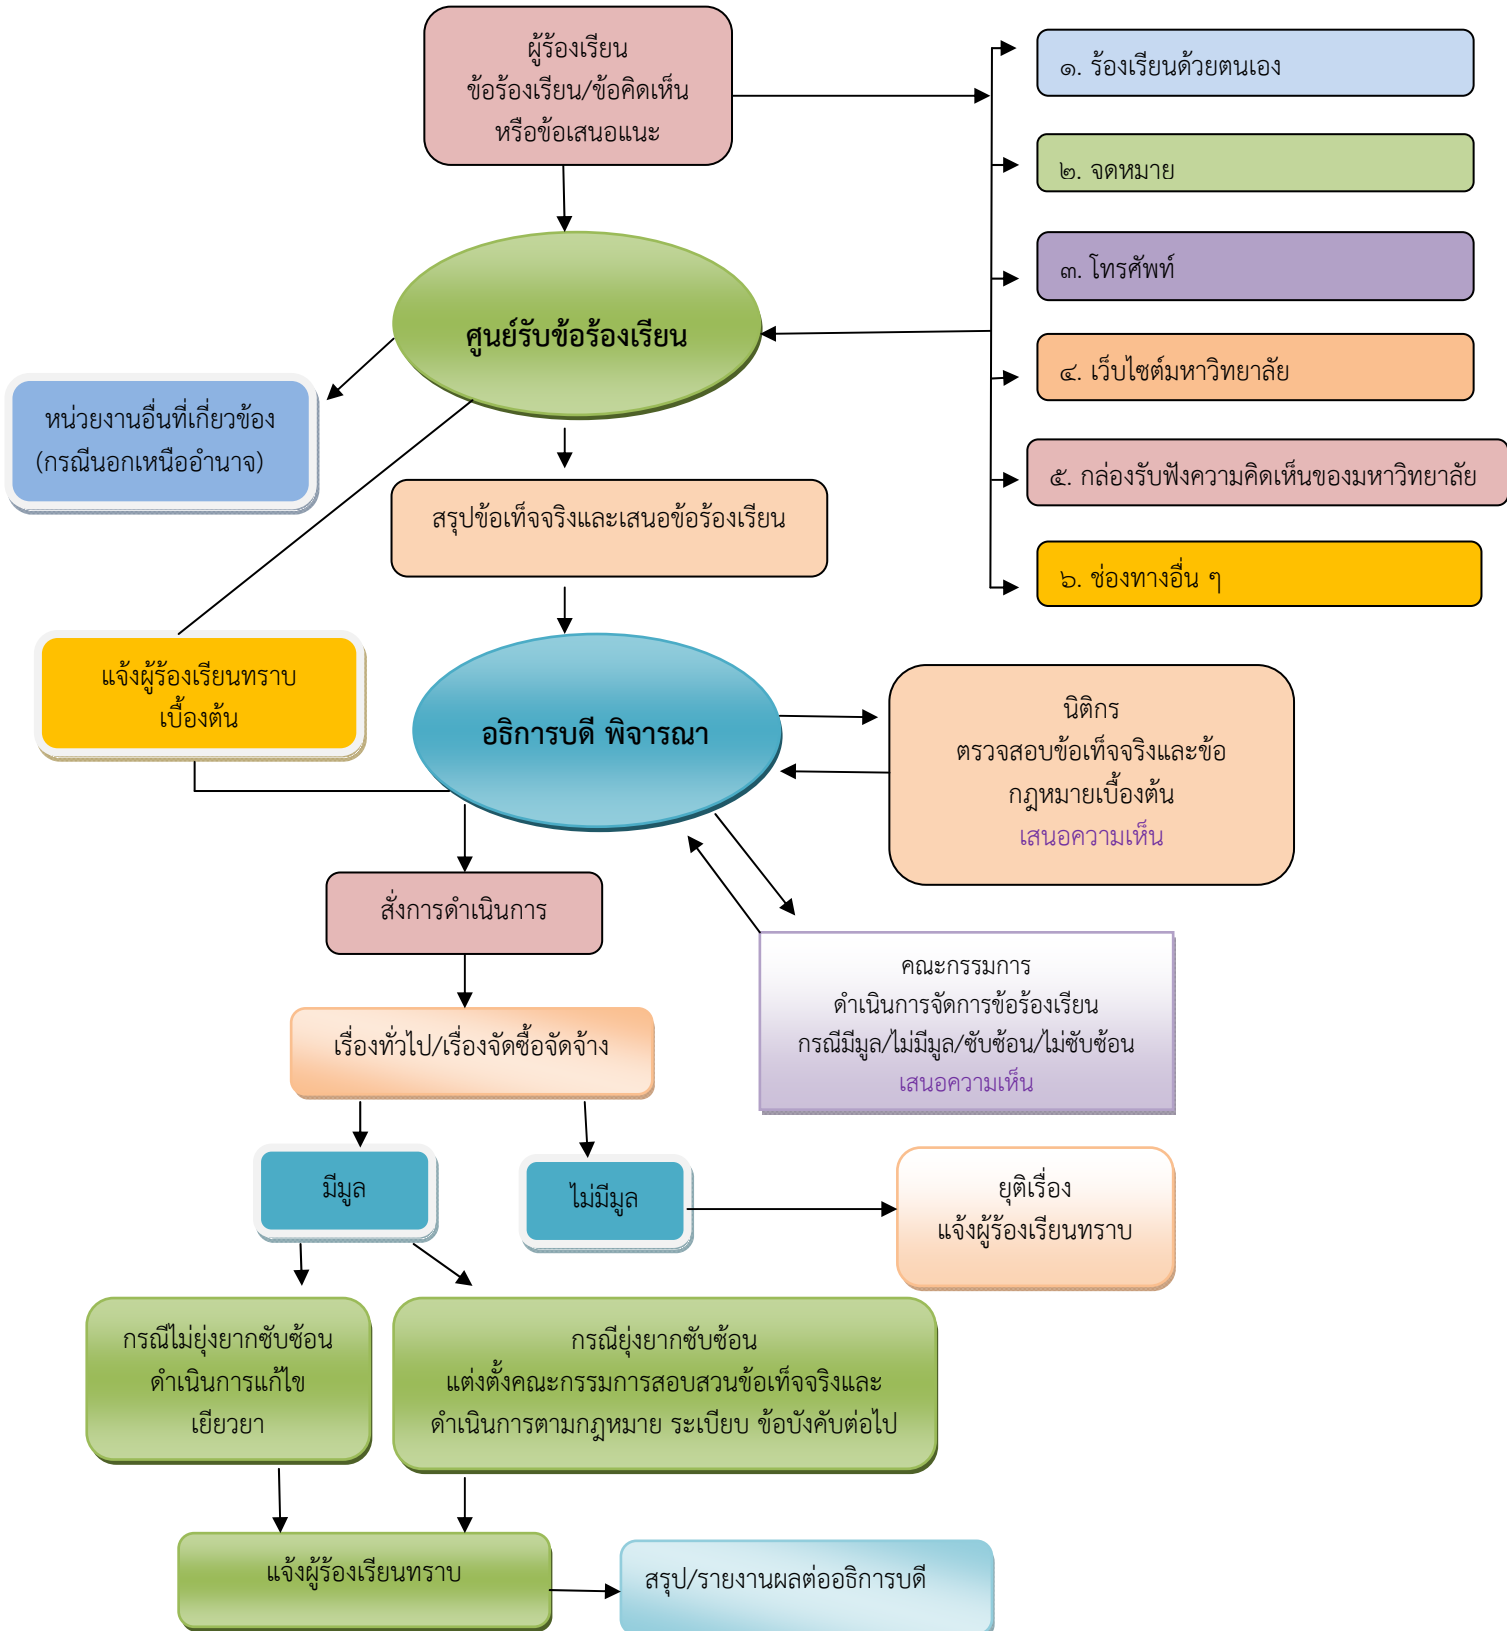 ผู้ร้องเรียน
ข้อร้องเรียน/ข้อคิดเห็น
หรือข้อเสนอแนะ
๑. ร้องเรียนด้วยตนเอง
๒. จดหมาย
๓. โทรศัพท์
๔. เว็บไซต์มหาวิทยาลัย
๕. กล่องรับฟังความคิดเห็นของมหาวิทยาลัย
๖. ช่องทางอื่น ๆ
ศูนย์รับข้อร้องเรียน
หน่วยงานอื่นที่เกี่ยวข้อง
(กรณีนอกเหนืออำนาจ)
สรุปข้อเท็จจริงและเสนอข้อร้องเรียน
แจ้งผู้ร้องเรียนทราบ
เบื้องต้น
อธิการบดี พิจารณา
นิติกร
ตรวจสอบข้อเท็จจริงและข้อ
กฎหมายเบื้องต้น
เสนอความเห็น
สั่งการดำเนินการ
คณะกรรมการ
ดำเนินการจัดการข้อร้องเรียน
กรณีมีมูล/ไม่มีมูล/ซับซ้อน/ไม่ซับซ้อน
เสนอความเห็น
เรื่องทั่วไป/เรื่องจัดซื้อจัดจ้าง
มีมูล
ไม่มีมูล
ยุติเรื่อง
แจ้งผู้ร้องเรียนทราบ
กรณีไม่ยุ่งยากซับซ้อน
ดำเนินการแก้ไข
เยียวยา
กรณียุ่งยากซับซ้อน
แต่งตั้งคณะกรรมการสอบสวนข้อเท็จจริงและ
ดำเนินการตามกฎหมาย ระเบียบ ข้อบังคับต่อไป
แจ้งผู้ร้องเรียนทราบ
สรุป/รายงานผลต่ออธิการบดี